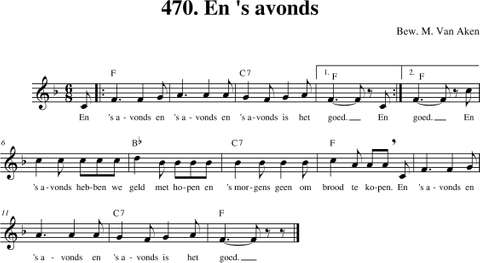 470. En 's avonds
Bew. M. Van Aken
F C7 1. F 2. F
En 's a - vonds en 's a - vonds en 's a - vonds is het goed. En goed. En
6 B♭ C7 F
's a - vonds heb - ben we geld met ho - pen en 's mor - gens geen om brood te ko - pen. En 's a - vonds en
11 C7 F
's a - vonds en 's a - vonds is het goed.